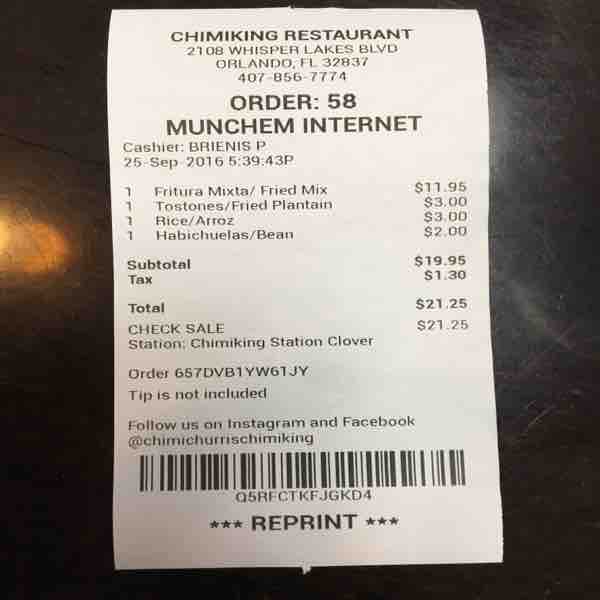 CHIMIKING RESTAURANT
2108 WHISPER LAKES BLVD
ORLANDO, FL 32837
407-856-7774
ORDER: 58
MUNCHEM INTERNET
Cashier: BRIENIS P
25-Sep-2016 5:39:43P
1 Fritura Mixta/ Fried Mix $11.95
1 Tostones/Fried Plantain $3.00
1 Rice/Arroz $3.00
1 Habichuelas/Bean $2.00
Subtotal $19.95
Tax $1.30
Total $21.25
CHECK SALE $21.25
Station: Chimiking Station Clover
Order 657DVB1YW61JY
Tip is not included
Follow us on Instagram and Facebook
@chimichurrischimiking
Q5RFCTKFJGKD4
*** REPRINT ***